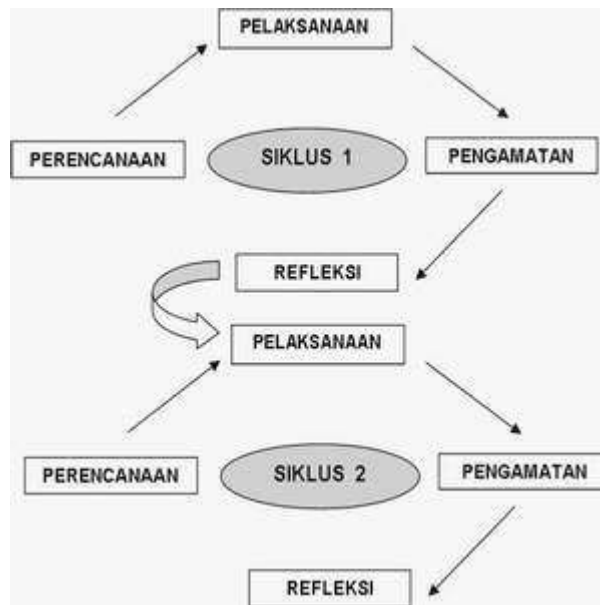 PELAKSANAAN
PERENCANAAN
SIKLUS 1
PENGAMATAN
REFLEKSI
PELAKSANAAN
PERENCANAAN
SIKLUS 2
PENGAMATAN
REFLEKSI